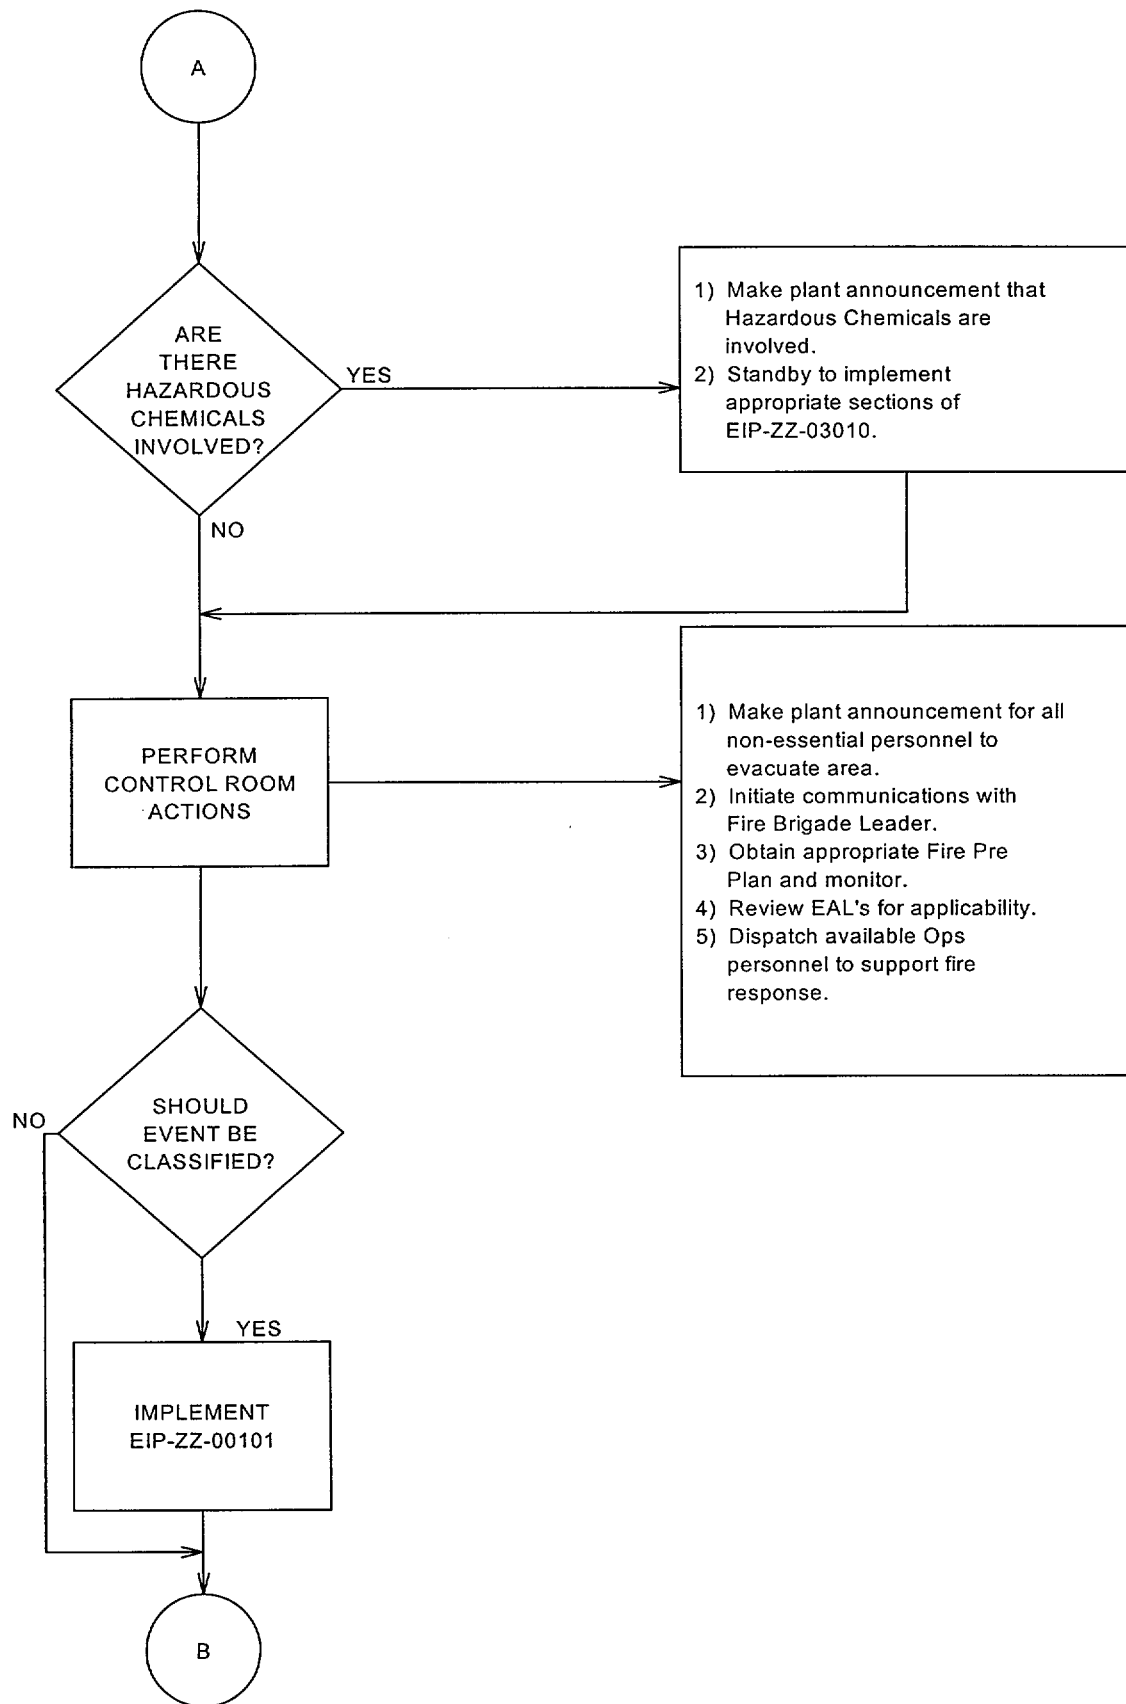 A
ARE
THERE
HAZARDOUS
CHEMICALS
INVOLVED?
YES
1) Make plant announcement that
Hazardous Chemicals are
involved.
2) Standby to implement
appropriate sections of
EIP-ZZ-03010.
NO
PERFORM
CONTROL ROOM
ACTIONS
1) Make plant announcement for all
non-essential personnel to
evacuate area.
2) Initiate communications with
Fire Brigade Leader.
3) Obtain appropriate Fire Pre
Plan and monitor.
4) Review EAL's for applicability.
5) Dispatch available Ops
personnel to support fire
response.
SHOULD
EVENT BE
CLASSIFIED?
NO
YES
IMPLEMENT
EIP-ZZ-00101
B